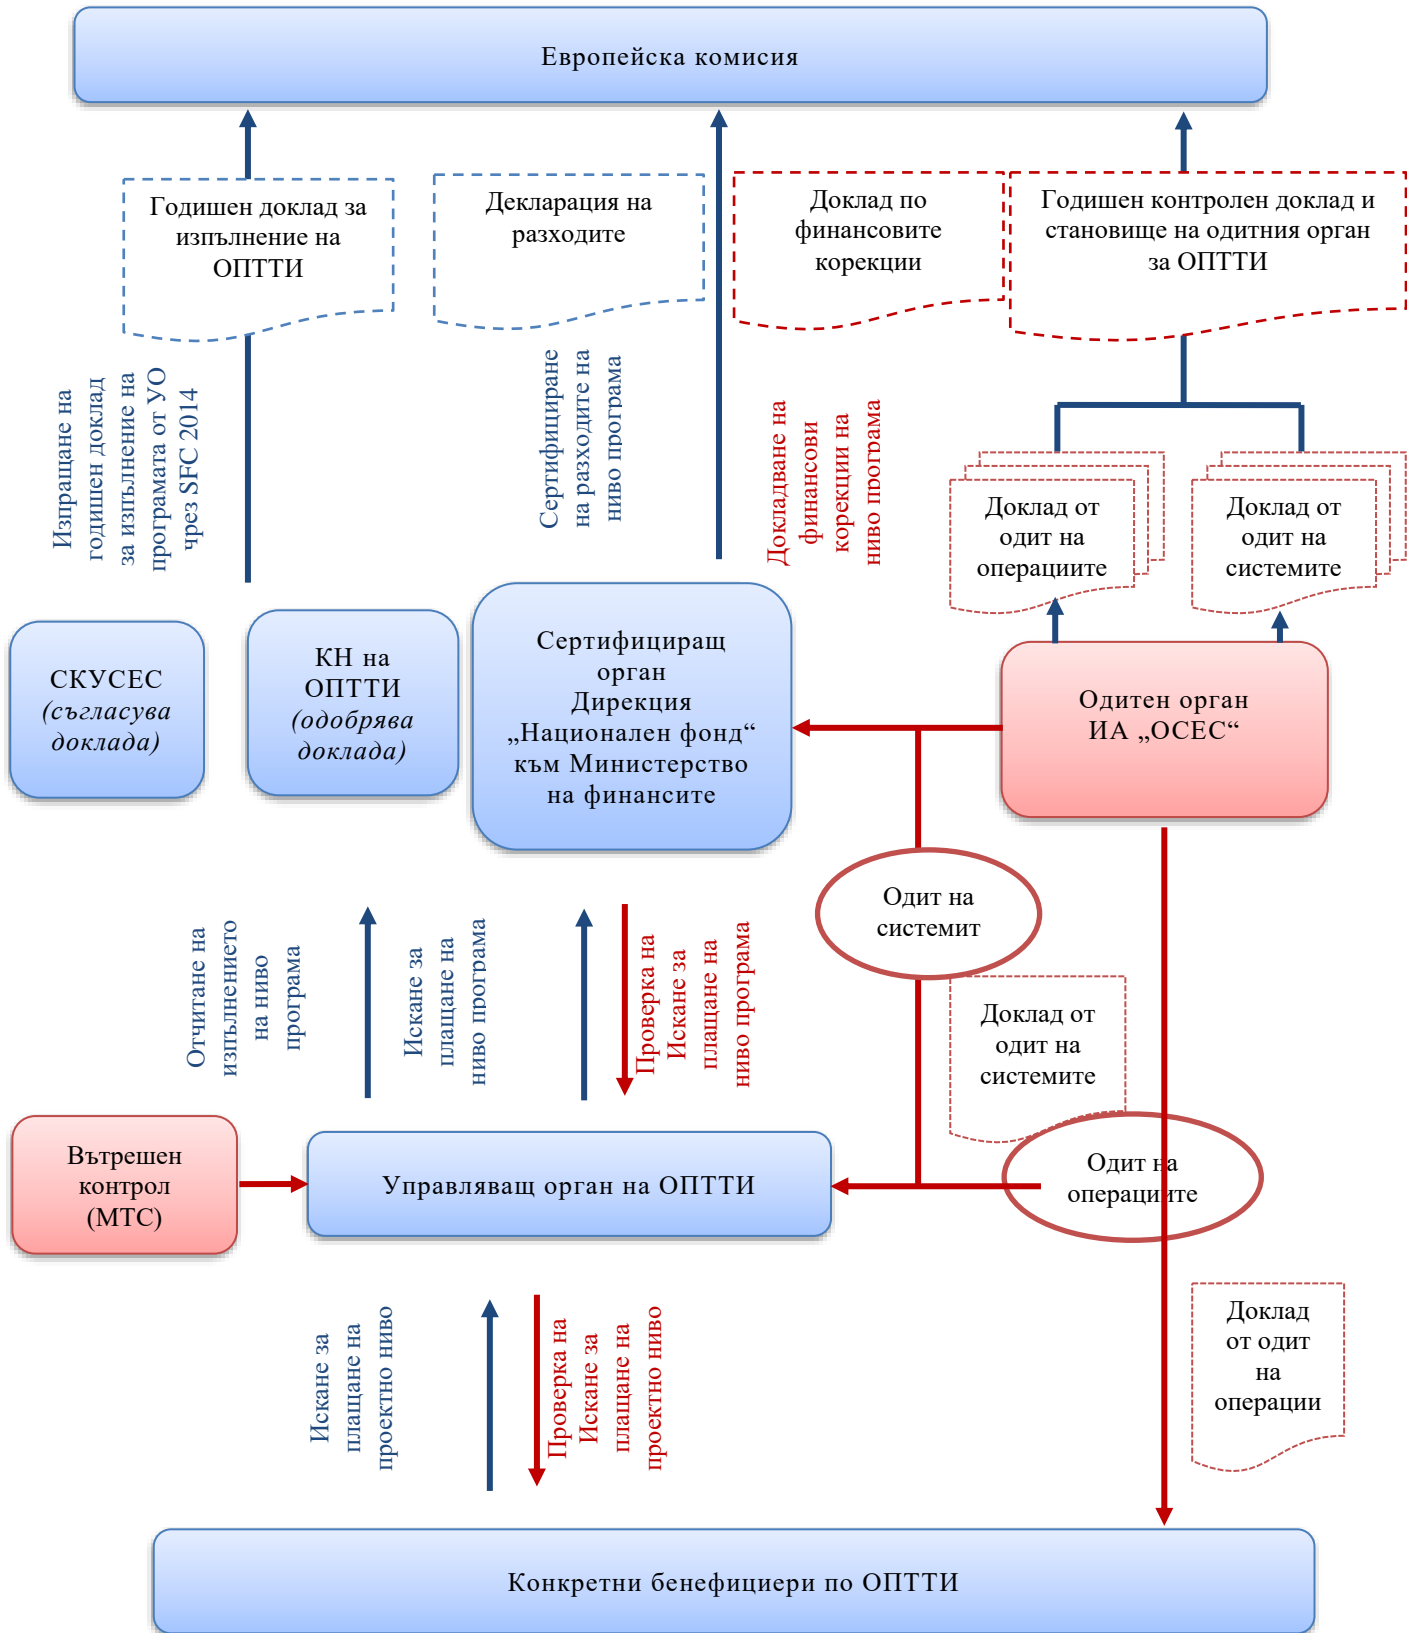 Европейска комисия
Годишен доклад за
изпълнение на
ОПТТИ
Декларация на
разходите
Доклад по
финансовите
корекции
Годишен контролен доклад и
становище на одитния орган
за ОПТТИ
Изпращане на
годишен доклад
за изпълнение на
програмата от УО
чрез SFC 2014
Сертифициране
на разходите на
ниво програма
Докладване на
финансови
корекции на
ниво програма
Доклад от
одит на
операциите
Доклад от
одит на
системите
СКУСЕС
(съгласува
доклада)
КН на
ОПТТИ
(одобрява
доклада)
Сертифициращ
орган
Дирекция
„Национален фонд“
към Министерство
на финансите
Одитен орган
ИА „ОСЕС“
Отчитане на
изпълнението
на ниво
програма
Искане за
плащане на
ниво програма
Проверка на
Искане за
плащане на
ниво програма
Одит на
системит
Доклад от
одит на
системите
Вътрешен
контрол
(МТС)
Управляващ орган на ОПТТИ
Одит на
операциите
Искане за
плащане на
проектно ниво
Проверка на
Искане за
плащане на
проектно ниво
Доклад
от одит
на
операции
Конкретни бенефициери по ОПТТИ